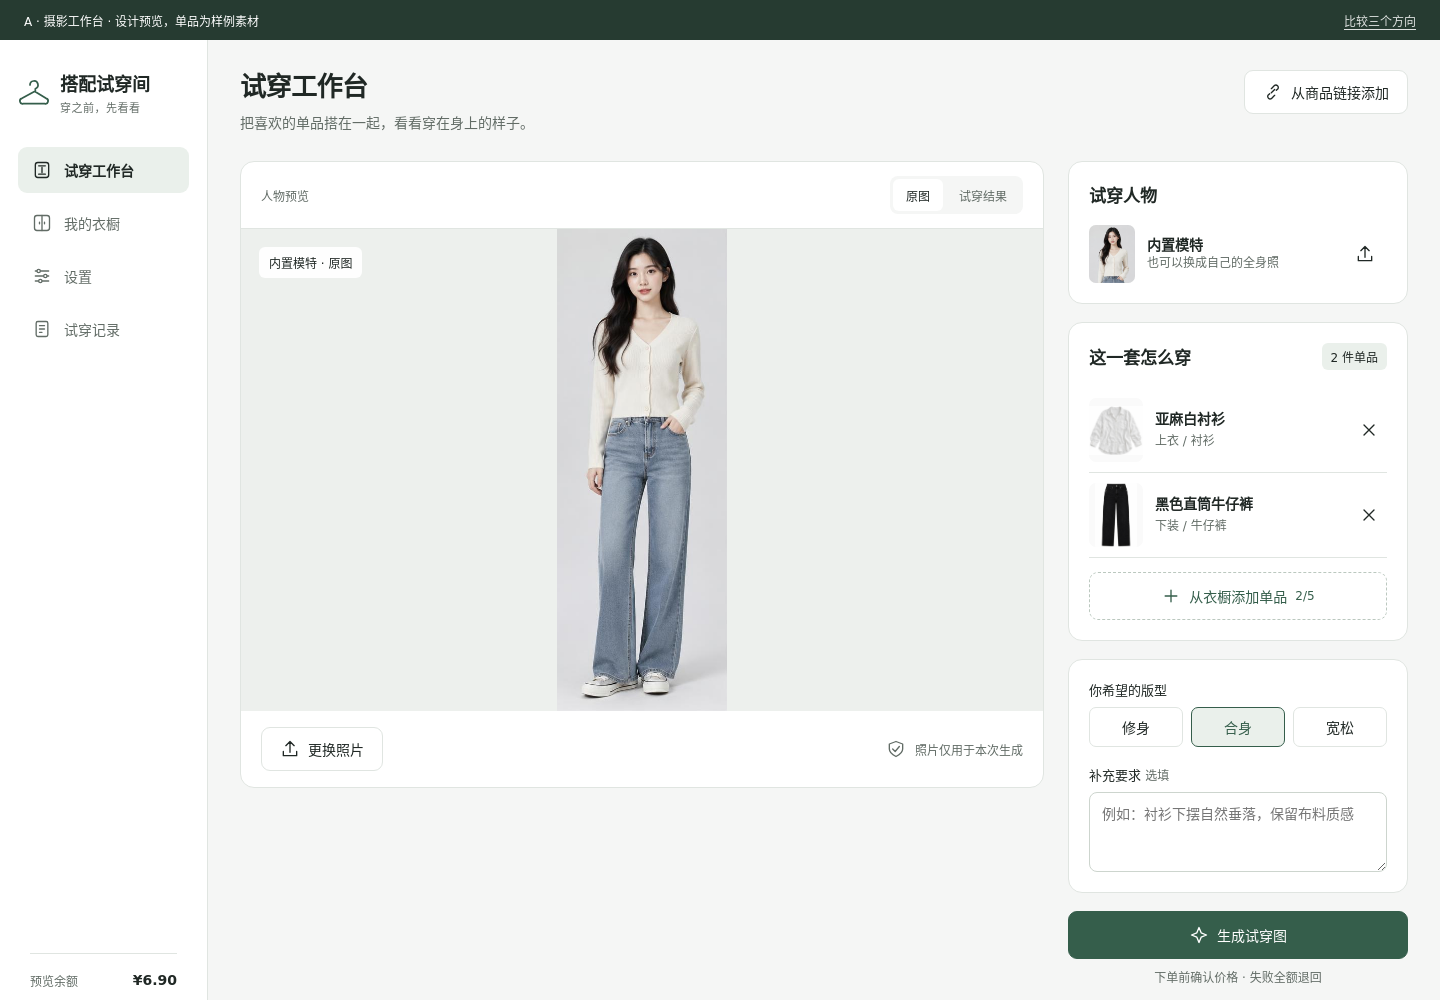 A · 摄影工作台 · 设计预览，单品为样例素材
比较三个方向
搭配试穿间
穿之前，先看看
试穿工作台
我的衣橱
设置
试穿记录
预览余额
¥6.90
试穿工作台
把喜欢的单品搭在一起，看看穿在身上的样子。
从商品链接添加
人物预览
原图
试穿结果
内置模特 · 原图
更换照片
照片仅用于本次生成
试穿人物
内置模特
也可以换成自己的全身照
这一套怎么穿
2 件单品
亚麻白衬衫
上衣 / 衬衫
黑色直筒牛仔裤
下装 / 牛仔裤
从衣橱添加单品 2/5
你希望的版型
修身
合身
宽松
补充要求 选填
例如：衬衫下摆自然垂落，保留布料质感
生成试穿图
下单前确认价格 · 失败全额退回